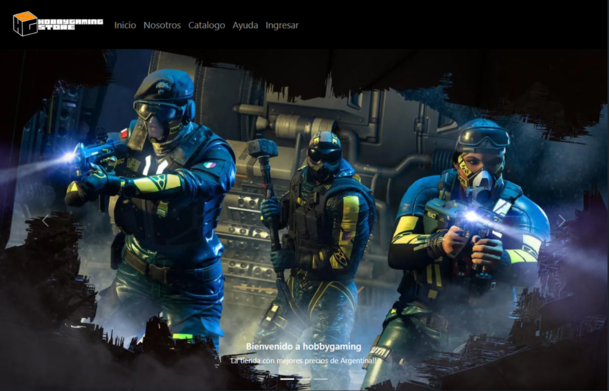 HOBBYGAMING
STORE
Inicio Nosotros Catalogo Ayuda Ingresar
Bienvenido a hobbygaming
La tienda con mejores precios de Argentina!!